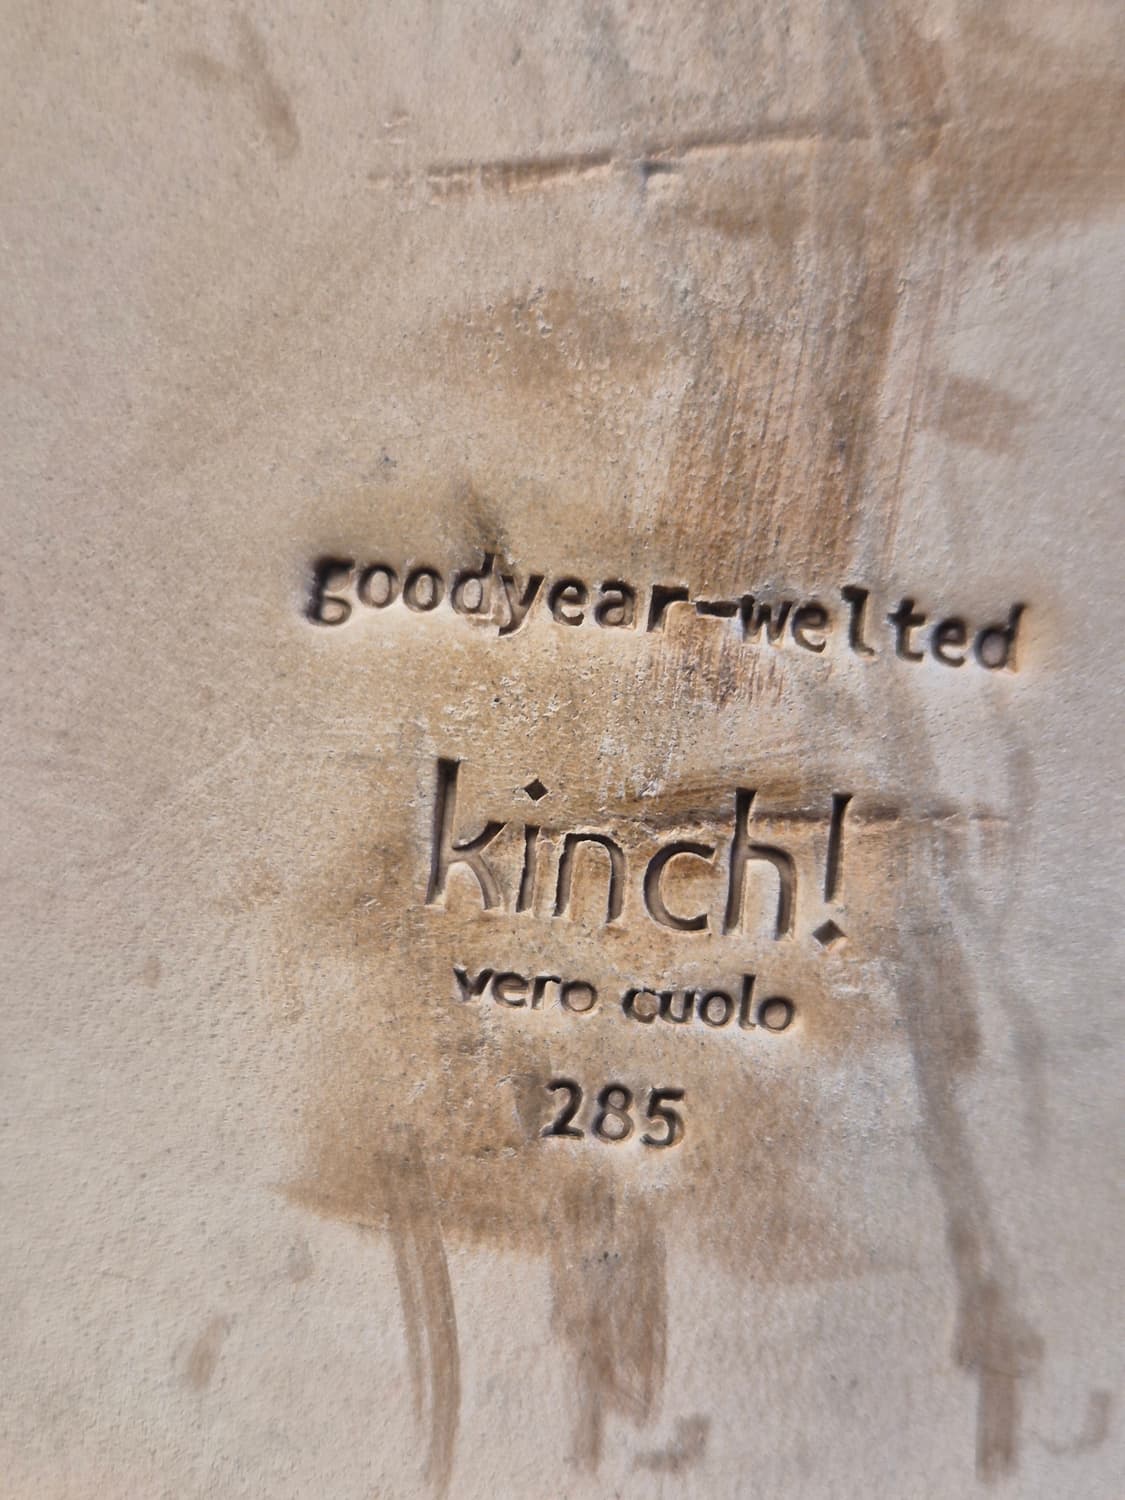 goodyear-welted
kinch!
vero cuolo
285